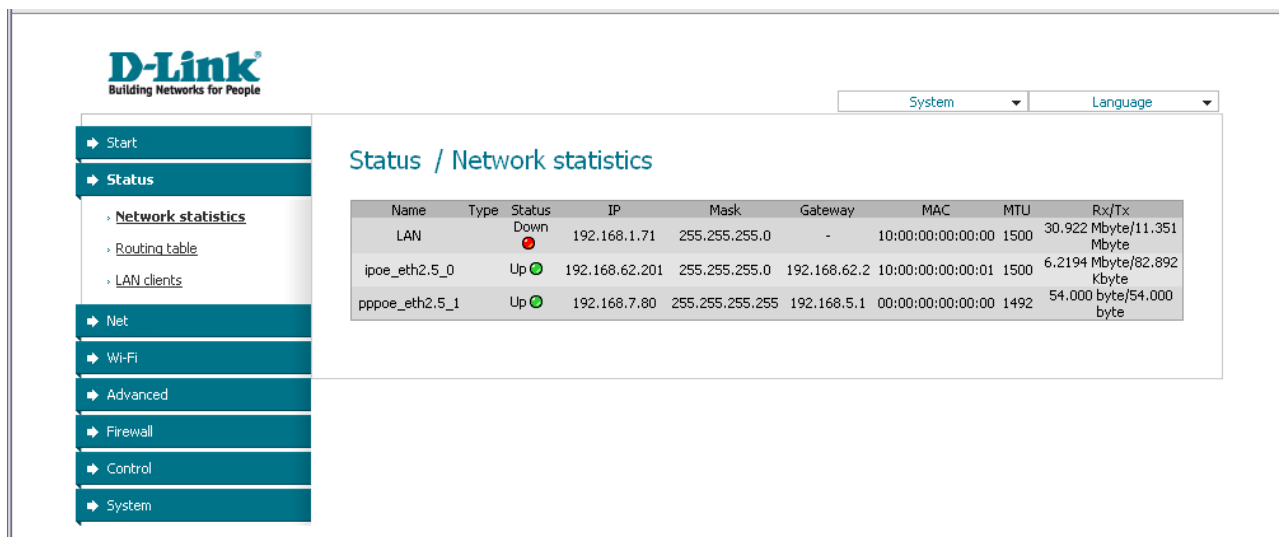 D-Link
Building Networks for People
System Language
Start
Status
Network statistics
Routing table
LAN clients
Net
Wi-Fi
Advanced
Firewall
Control
System
Status / Network statistics
Name Type Status IP Mask Gateway MAC MTU Rx/Tx
LAN Down 192.168.1.71 255.255.255.0 - 10:00:00:00:00:00 1500 30.922 Mbyte/11.351
Mbyte
ipoe_eth2.5_0 Up 192.168.62.201 255.255.255.0 192.168.62.2 10:00:00:00:00:01 1500 6.2194 Mbyte/82.892
Kbyte
pppoe_eth2.5_1 Up 192.168.7.80 255.255.255.255 192.168.5.1 00:00:00:00:00:00 1492 54.000 byte/54.000
byte